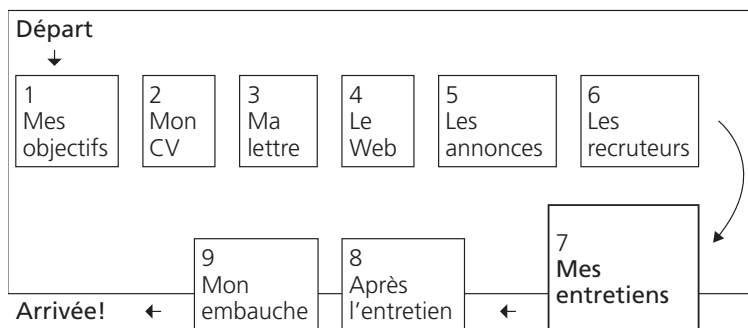 Départ
1
Mes
objectifs
2
Mon
CV
3
Ma
lettre
4
Le
Web
5
Les
annonces
6
Les
recruteurs
7
Mes
entretiens
8
Après
l'entretien
9
Mon
embauche
Arrivée!